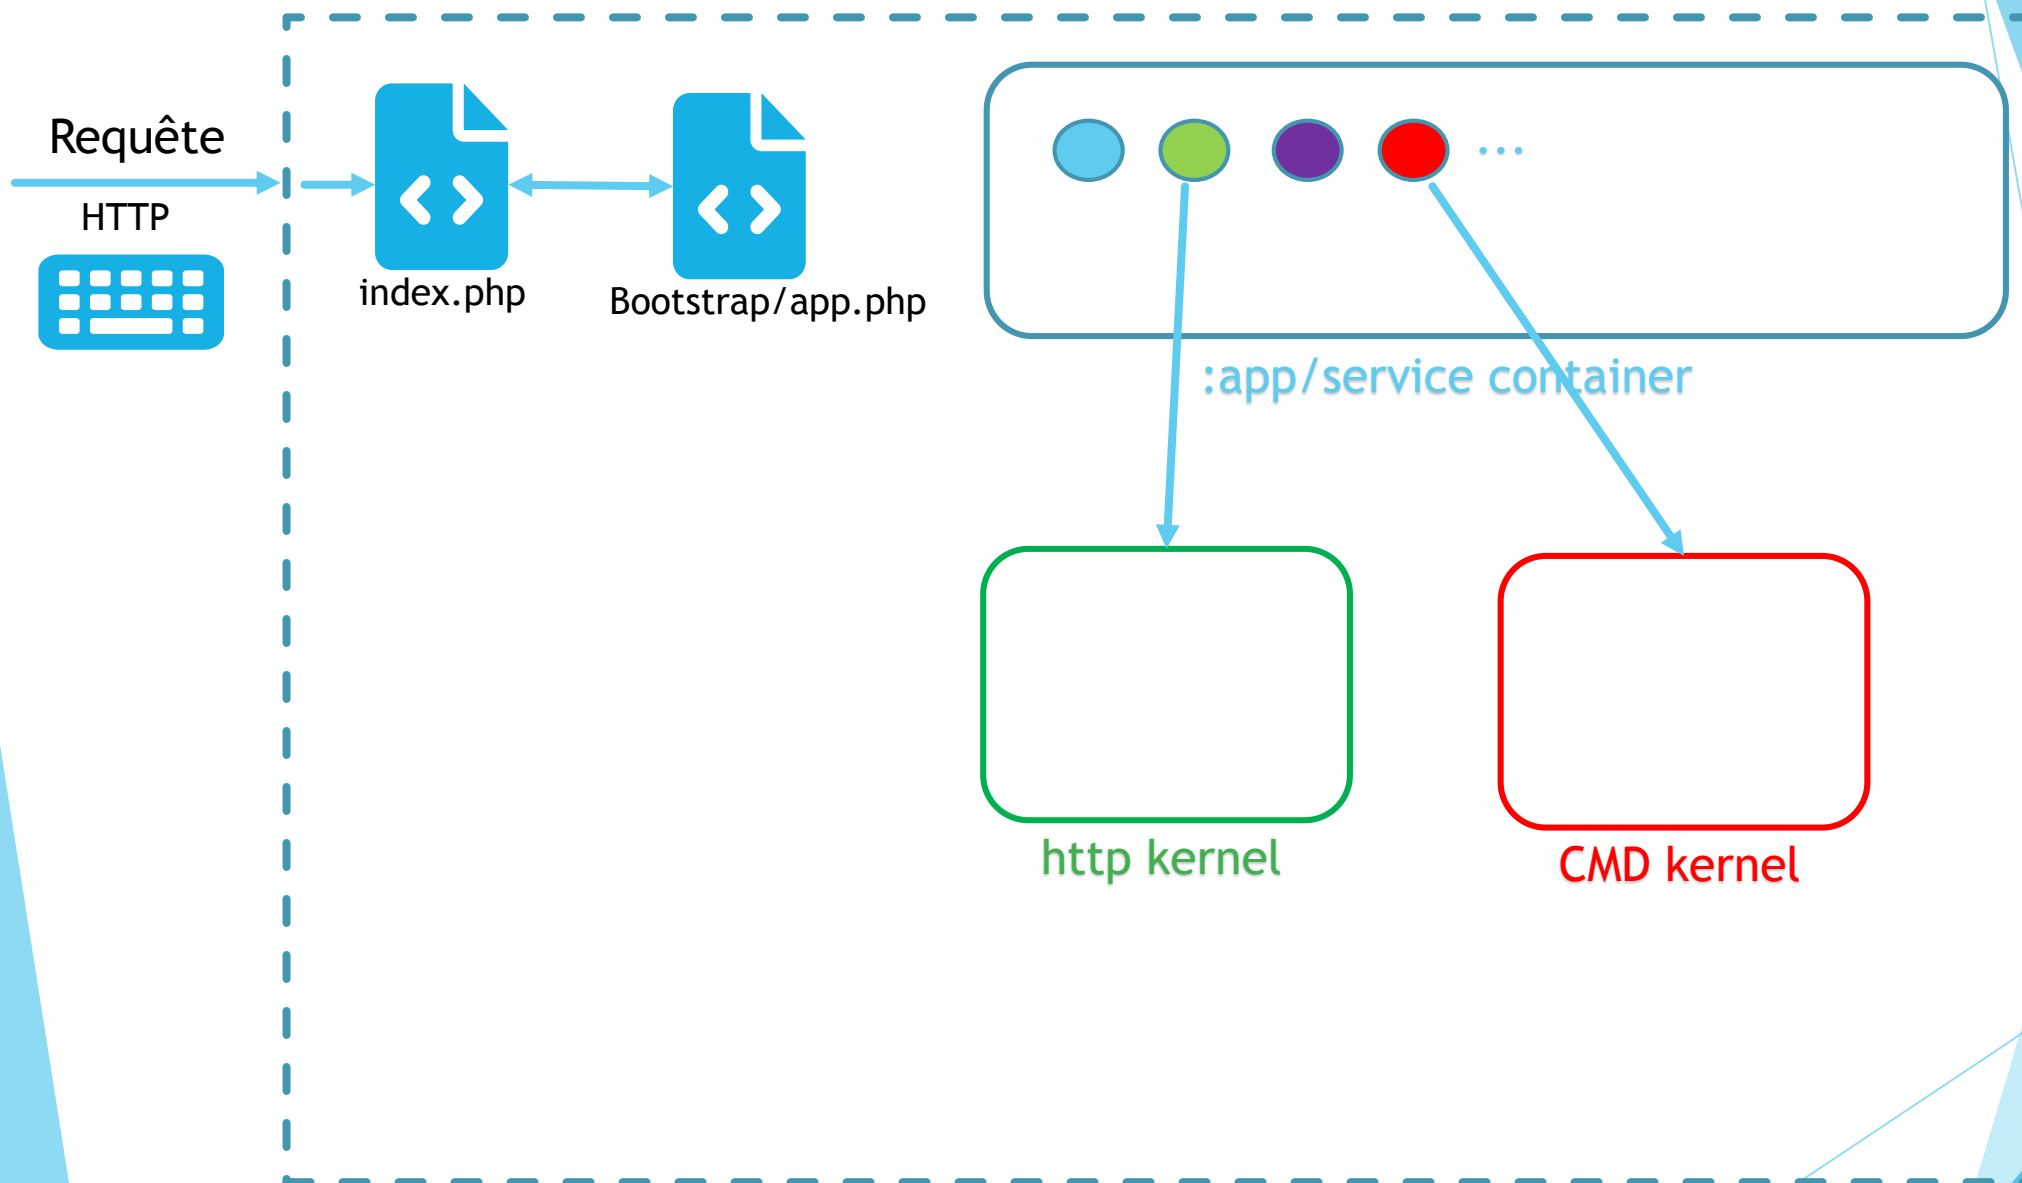 Requête
HTTP
index.php
Bootstrap/app.php
...
:app/service container
http kernel
CMD kernel